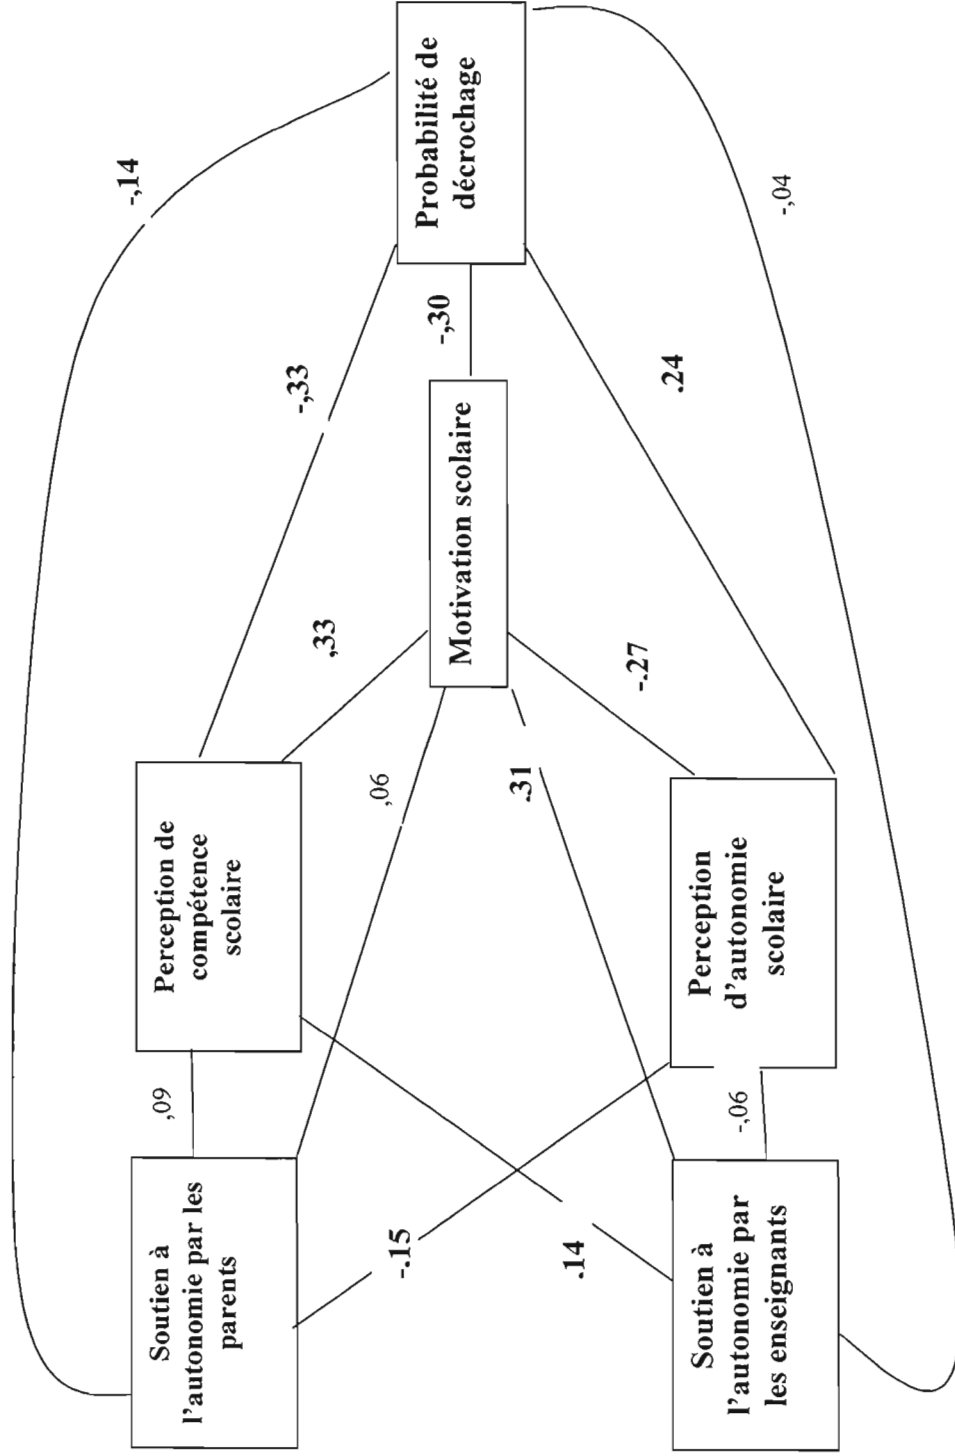 -,14
Soutien à
l'autonomie par les
parents
,09
Perception de
compétence
scolaire
-,33
,33
,06
-.15
Probabilité de
décrochage
-,30
Motivation scolaire
.31
.14
-.27
.24
Soutien à
l'autonomie par
les enseignants
-,06
Perception
d'autonomie
scolaire
-,04